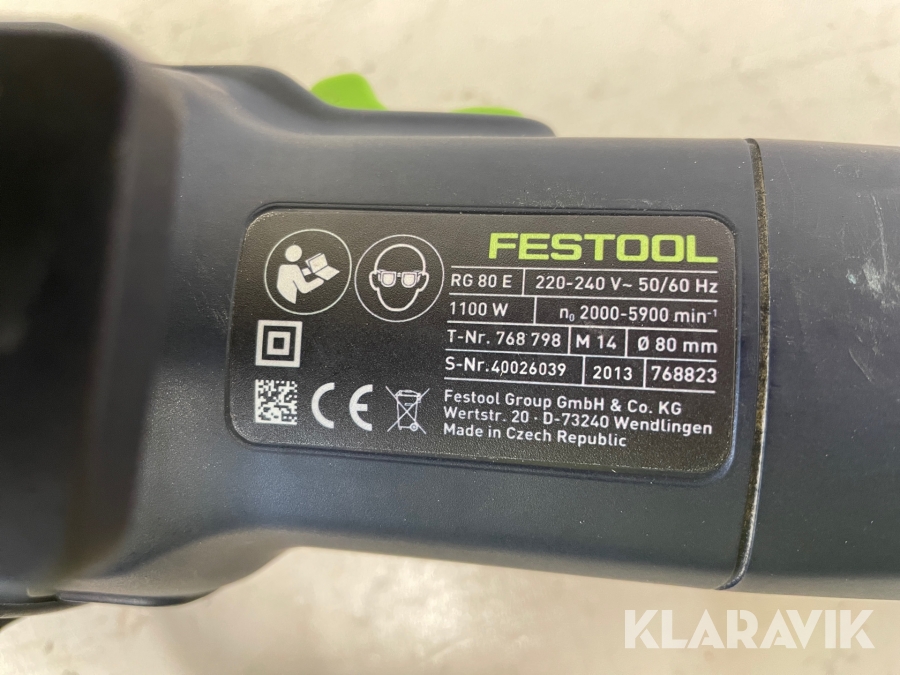 FESTOOL
RG 80 E 220-240 V~ 50/60 Hz
1100 W n₀ 2000-5900 min⁻¹
T-Nr. 768 798 M 14 Ø 80 mm
S-Nr. 40026039 2013 768823
Festool Group GmbH & Co. KG
Wertstr. 20 · D-73240 Wendlingen
Made in Czech Republic
CE
KLARAVIK